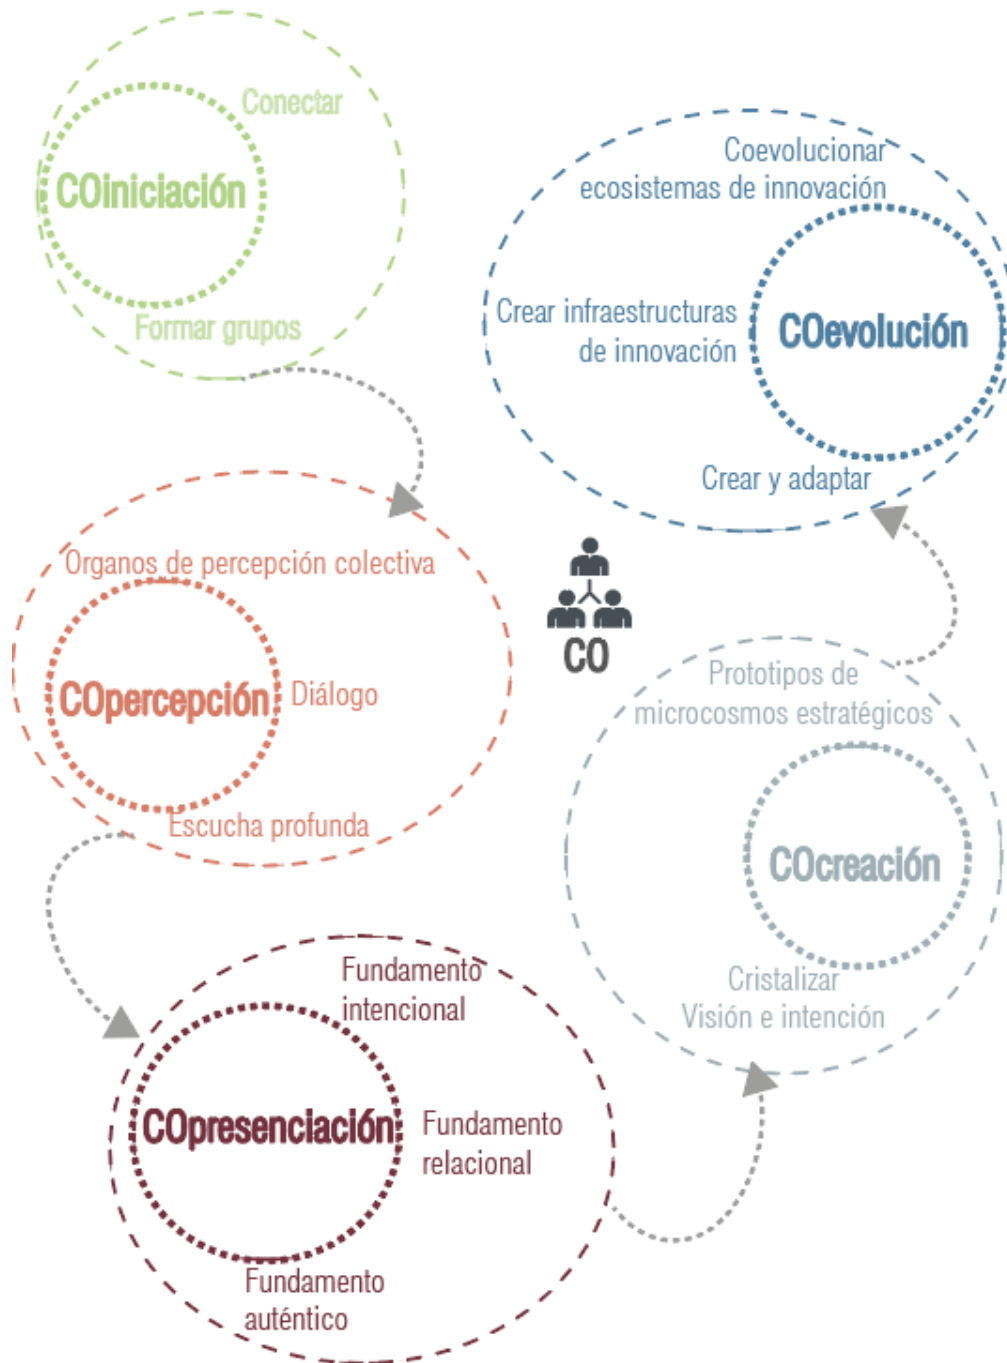 Conectar
COiniciación
Formar grupos
Organos de percepción colectiva
COpercepción
Diálogo
Escucha profunda
Fundamento
intencional
COpresenciación
Fundamento
relacional
Fundamento
auténtico
Prototipos de
microcosmos estratégicos
COcreación
Cristalizar
Visión e intención
Coevolucionar
ecosistemas de innovación
Crear infraestructuras
de innovación
COevolución
Crear y adaptar
CO